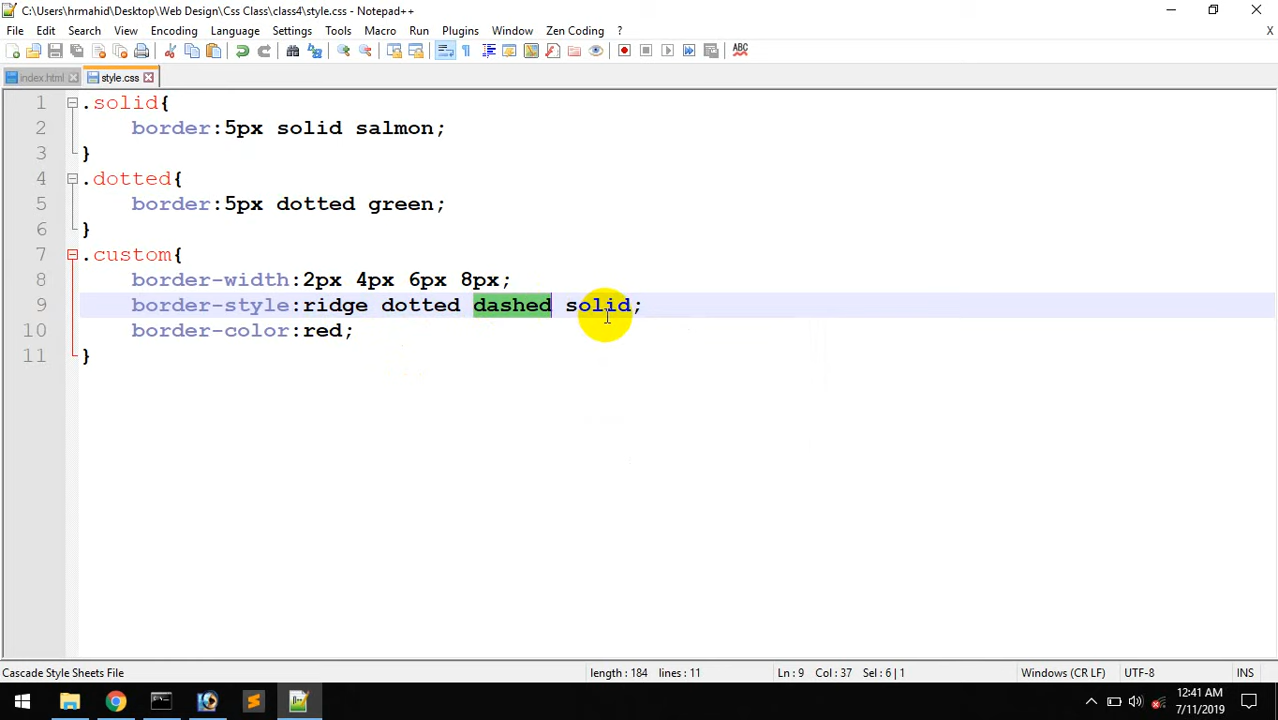 C:\Users\hrmahid\Desktop\Web Design\Css Class\class4\style.css - Notepad++
File Edit Search View Encoding Language Settings Tools Macro Run Plugins Window Zen Coding ? X
ABC
index.html style.css
1 .solid{
2 border:5px solid salmon;
3 }
4 .dotted{
5 border:5px dotted green;
6 }
7 .custom{
8 border-width:2px 4px 6px 8px;
9 border-style:ridge dotted dashed solid;
10 border-color:red;
11 }
Cascade Style Sheets File length : 184 lines : 11 Ln : 9 Col : 37 Sel : 6 | 1 Windows (CR LF) UTF-8 INS
12:41 AM
7/11/2019